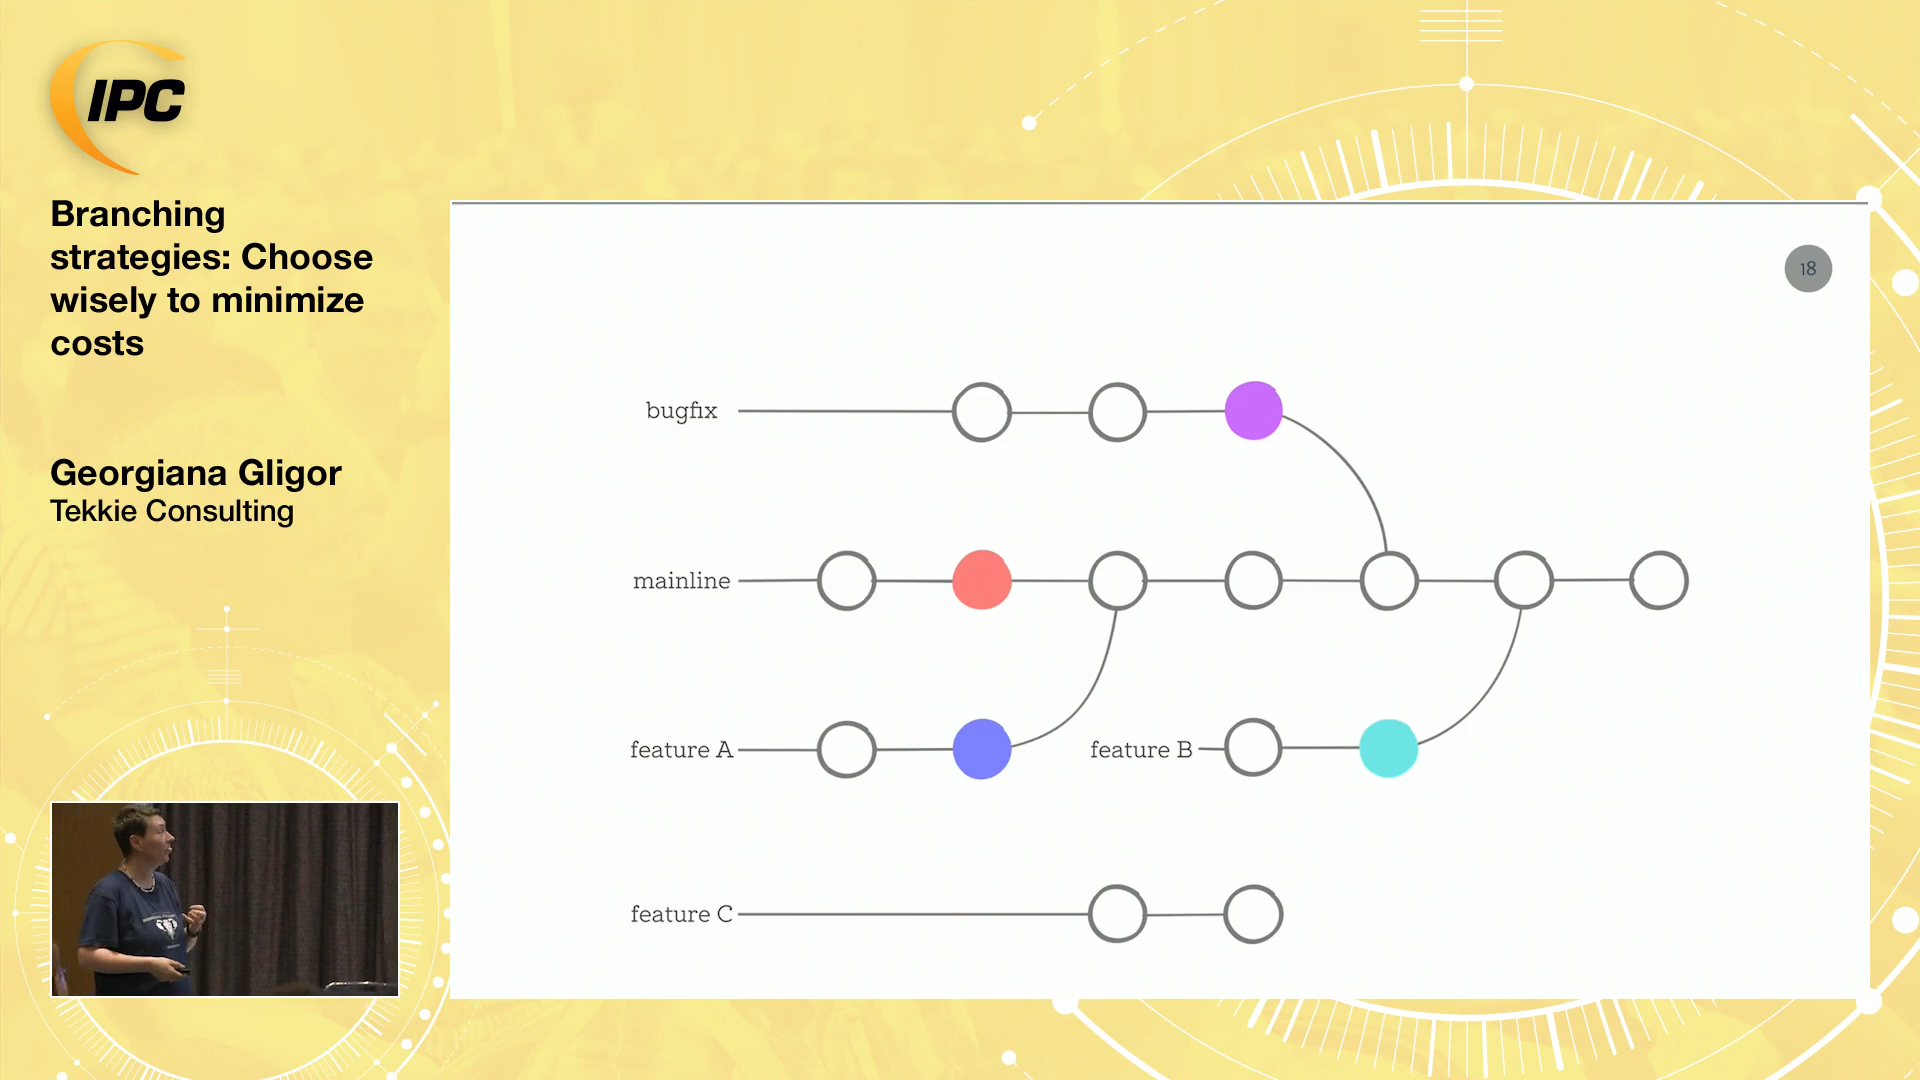 IPC
Branching
strategies: Choose
wisely to minimize
costs
Georgiana Gligor
Tekkie Consulting
18
bugfix
mainline
feature A
feature B
feature C